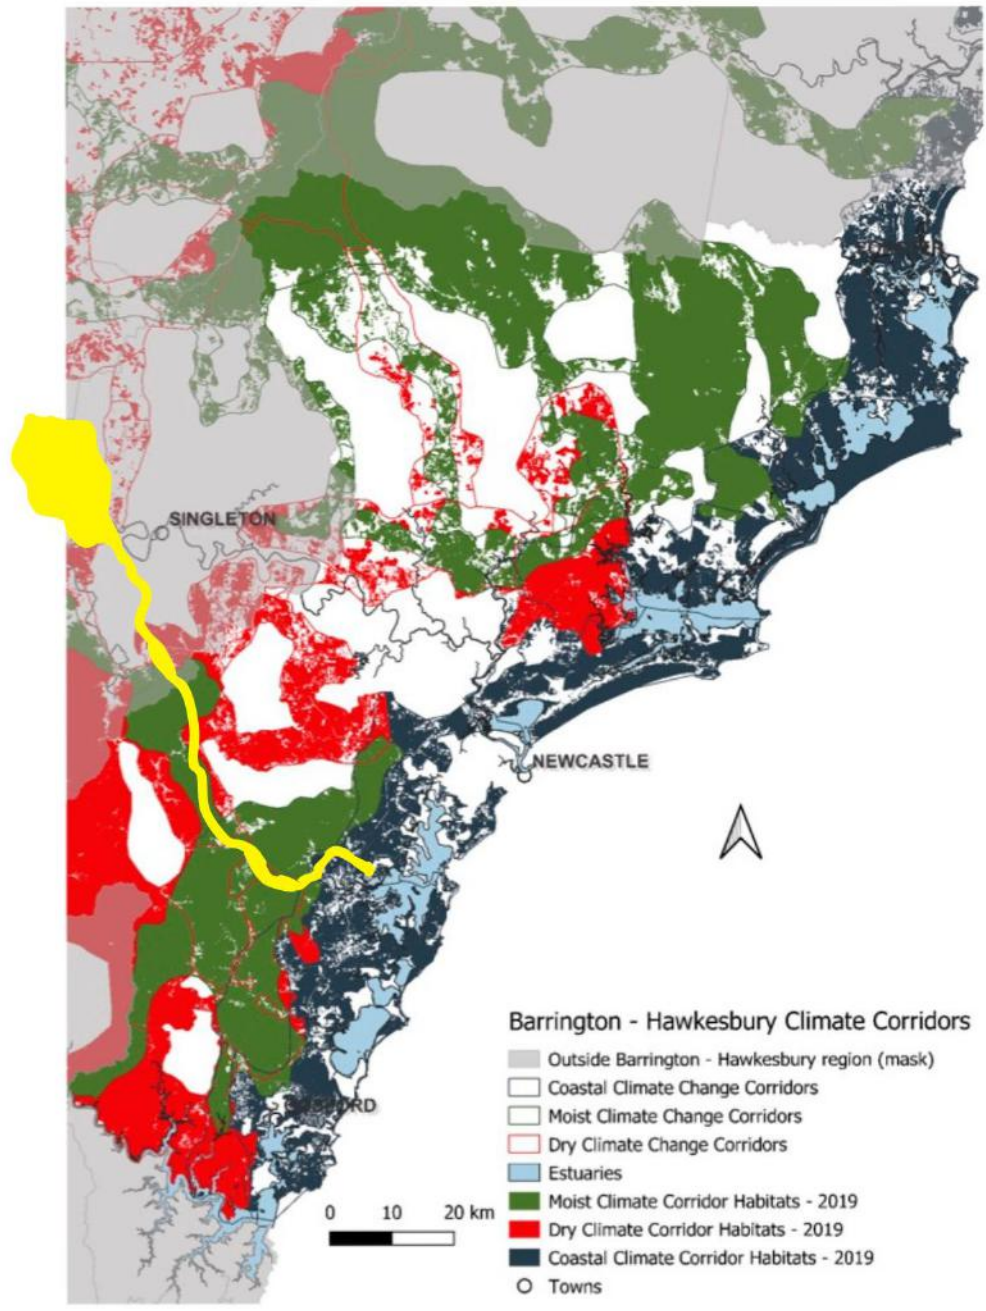 SINGLETON
NEWCASTLE
Barrington - Hawkesbury Climate Corridors
Outside Barrington - Hawkesbury region (mask)
Coastal Climate Change Corridors
Moist Climate Change Corridors
Dry Climate Change Corridors
Estuaries
Moist Climate Corridor Habitats - 2019
Dry Climate Corridor Habitats - 2019
Coastal Climate Corridor Habitats - 2019
Towns
0 10 20 km